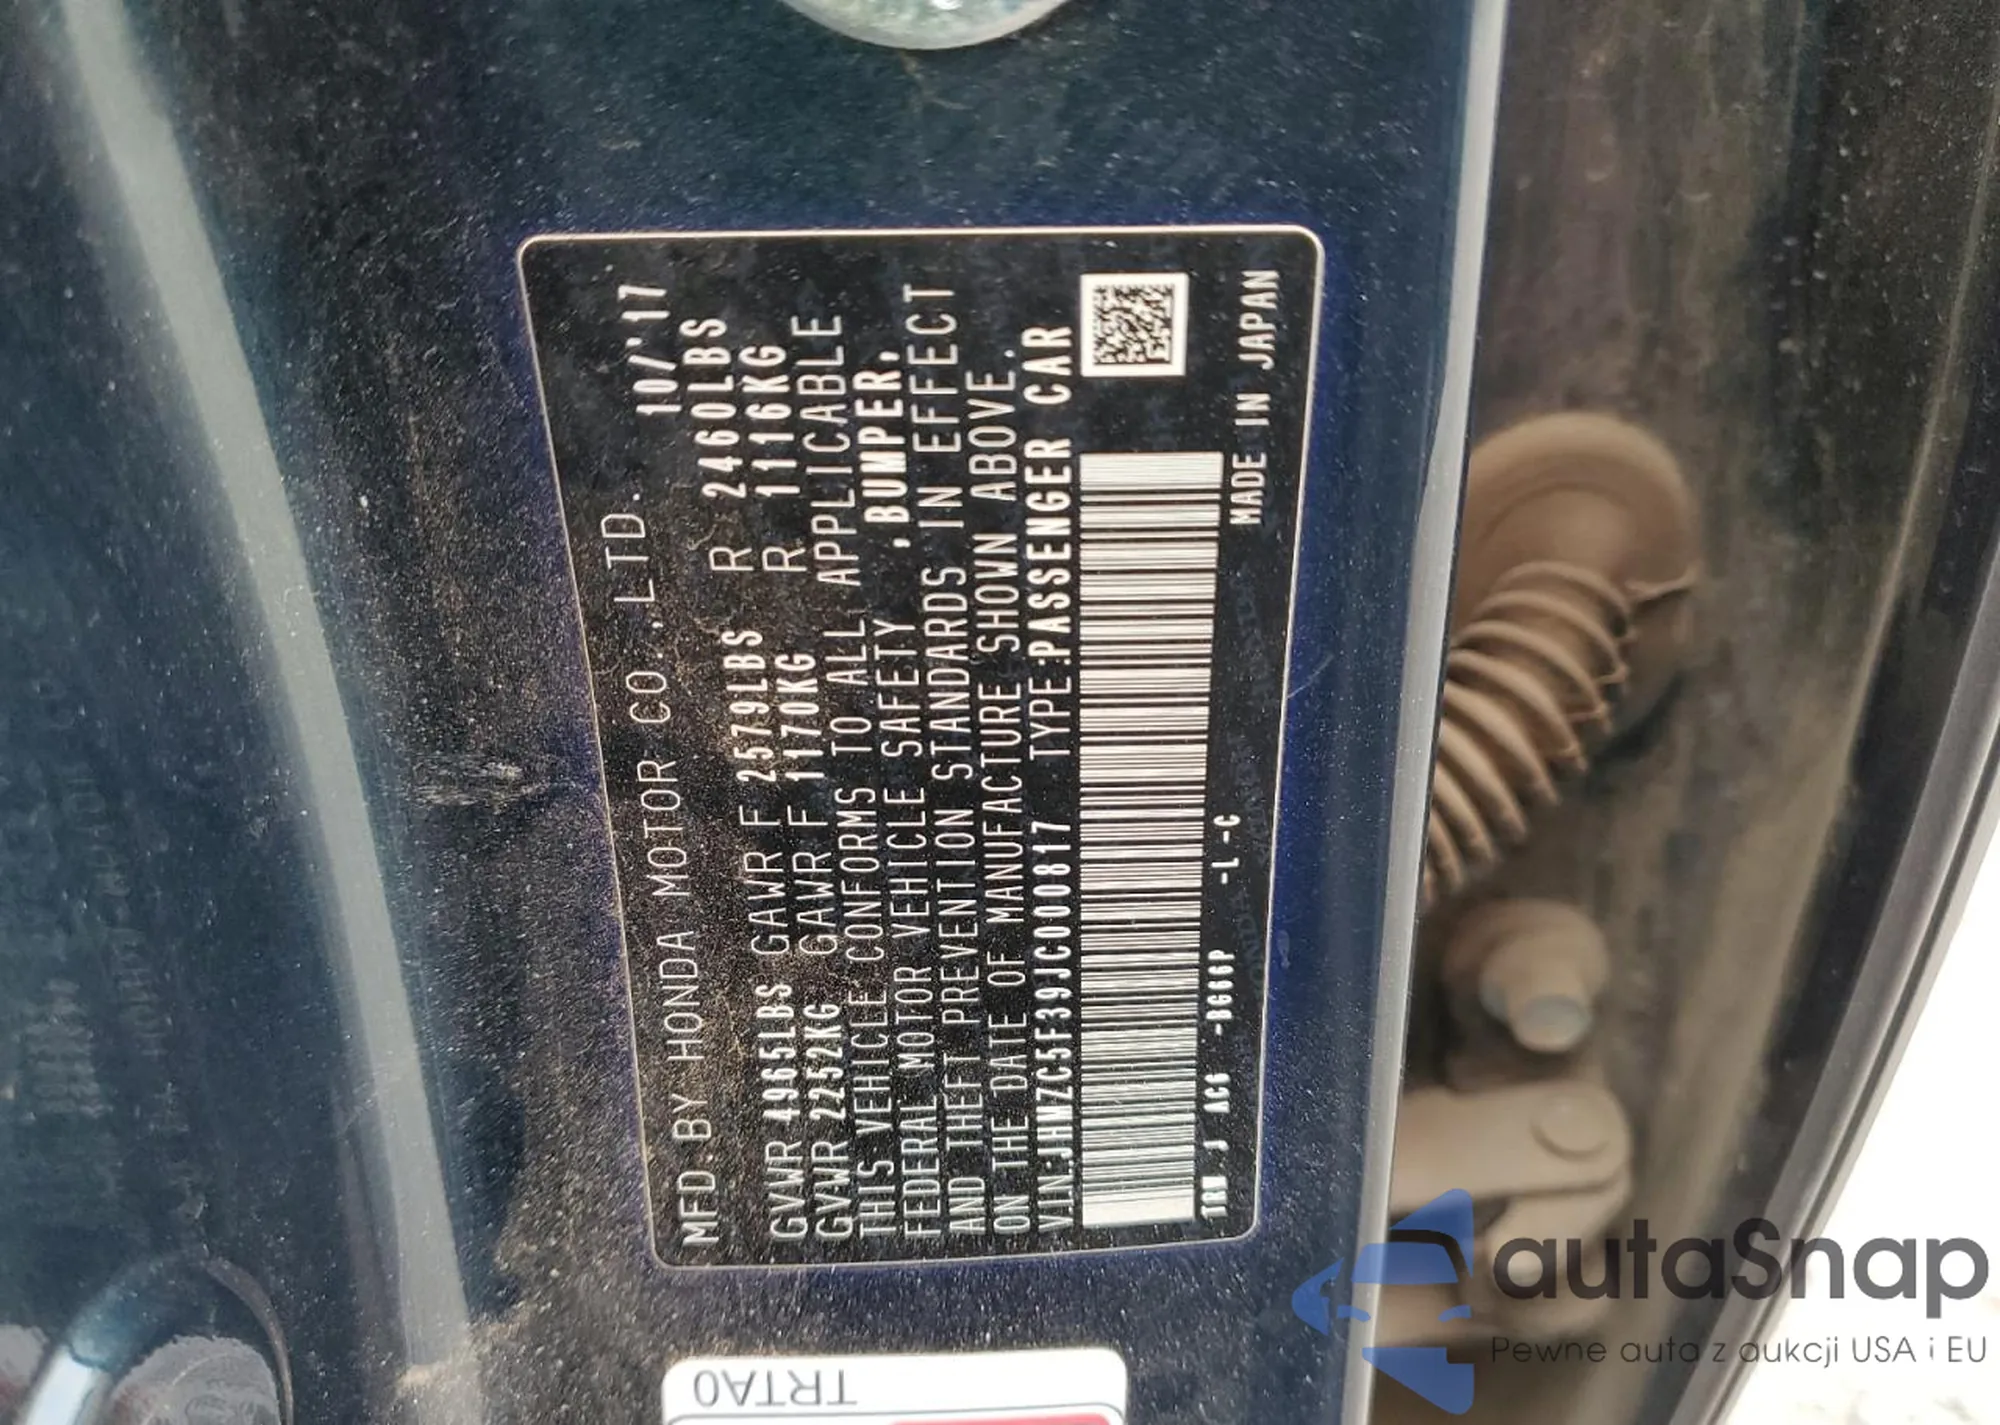 MFD.BY HONDA MOTOR CO.,LTD. 10/'17
GVWR 4965LBS GAWR F 2579LBS R 2460LBS
GVWR 2252KG GAWR F 1170KG R 1116KG
THIS VEHICLE CONFORMS TO ALL APPLICABLE
FEDERAL MOTOR VEHICLE SAFETY ,BUMPER,
AND THEFT PREVENTION STANDARDS IN EFFECT
ON THE DATE OF MANUFACTURE SHOWN ABOVE.
VIN:JHMZC5F39JC000817 TYPE:PASSENGER CAR
TRW J AC6 -BG66P -L-C
MADE IN JAPAN
TRTA0
autaSnap
Pewne auta z aukcji USA i EU